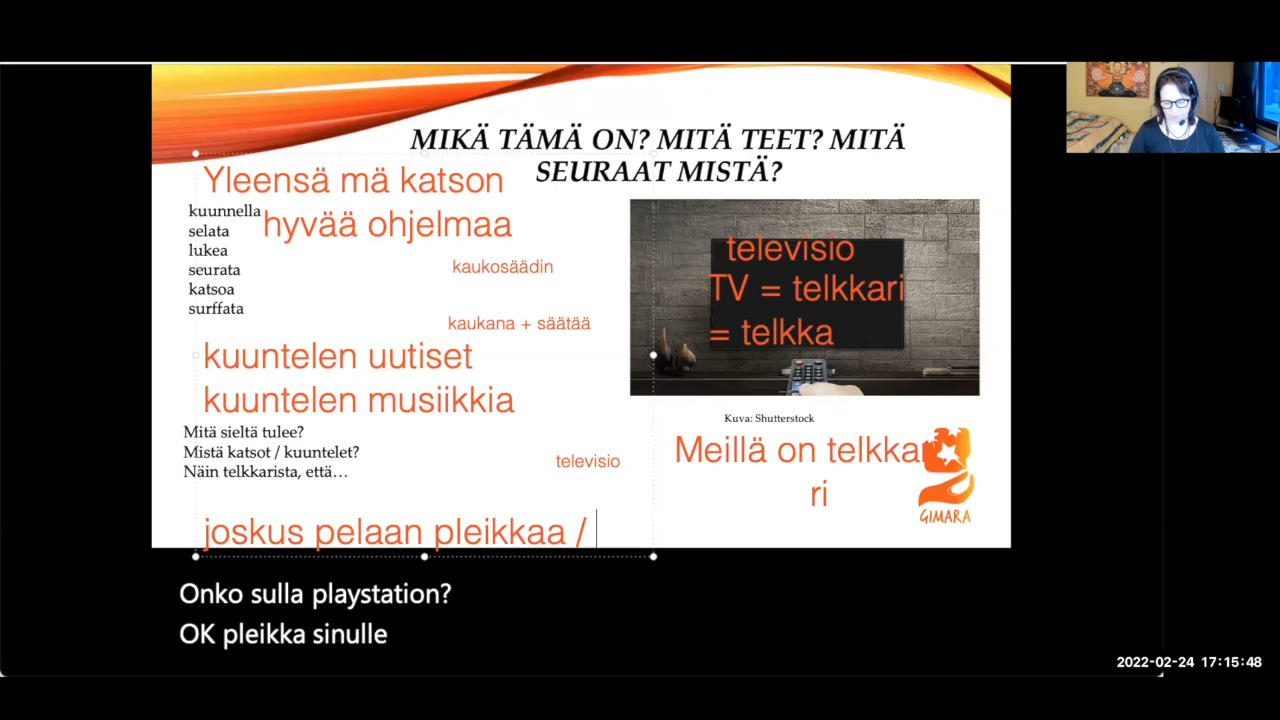 MIKÄ TÄMÄ ON? MITÄ TEET? MITÄ
SEURAAT MISTÄ?
Yleensä mä katson
hyvää ohjelmaa
kuunnella
selata
lukea
seurata
katsoa
surffata
kaukosäädin
kaukana + säätää
kuuntelen uutiset
kuuntelen musiikkia
Mitä sieltä tulee?
Mistä katsot / kuuntelet?
Näin telkkarista, että…
televisio
joskus pelaan pleikkaa /
televisio
TV = telkkari
= telkka
Kuva: Shutterstock
Meillä on telkka
ri
GIMARA
Onko sulla playstation?
OK pleikka sinulle
2022-02-24 17:15:48